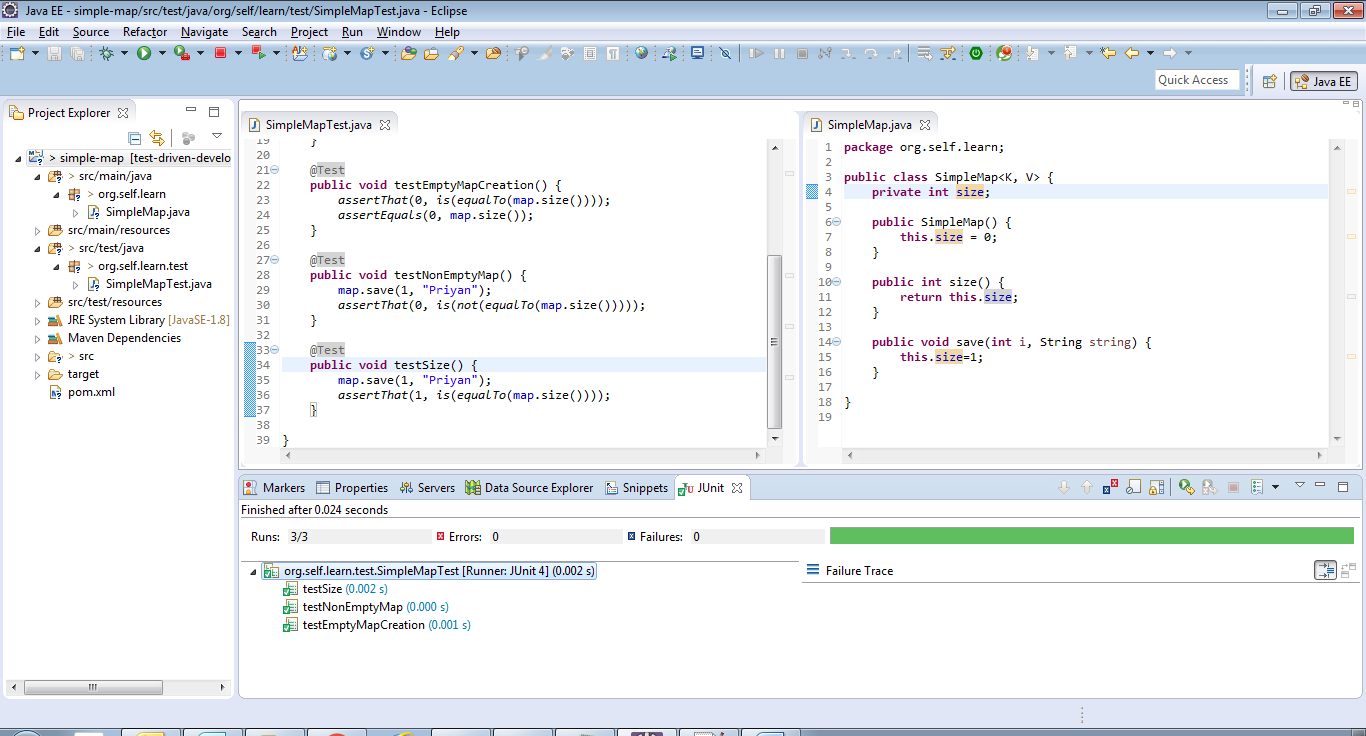 Java EE - simple-map/src/test/java/org/self/learn/test/SimpleMapTest.java - Eclipse
File Edit Source Refactor Navigate Search Project Run Window Help
Quick Access
Java EE
Project Explorer
> simple-map [test-driven-develo
> src/main/java
> org.self.learn
> SimpleMap.java
src/main/resources
> src/test/java
> org.self.learn.test
> SimpleMapTest.java
src/test/resources
JRE System Library [JavaSE-1.8]
Maven Dependencies
> src
target
pom.xml
SimpleMapTest.java
19 }
20
21 @Test
22 public void testEmptyMapCreation() {
23 assertThat(0, is(equalTo(map.size())));
24 assertEquals(0, map.size());
25 }
26
27 @Test
28 public void testNonEmptyMap() {
29 map.save(1, "Priyan");
30 assertThat(0, is(not(equalTo(map.size()))));
31 }
32
33 @Test
34 public void testSize() {
35 map.save(1, "Priyan");
36 assertThat(1, is(equalTo(map.size())));
37 }
38
39 }
SimpleMap.java
1 package org.self.learn;
2
3 public class SimpleMap<K, V> {
4 private int size;
5
6 public SimpleMap() {
7 this.size = 0;
8 }
9
10 public int size() {
11 return this.size;
12 }
13
14 public void save(int i, String string) {
15 this.size=1;
16 }
17
18 }
19
Markers Properties Servers Data Source Explorer Snippets JUnit
Finished after 0.024 seconds
Runs: 3/3 Errors: 0 Failures: 0
org.self.learn.test.SimpleMapTest [Runner: JUnit 4] (0.002 s)
testSize (0.002 s)
testNonEmptyMap (0.000 s)
testEmptyMapCreation (0.001 s)
Failure Trace